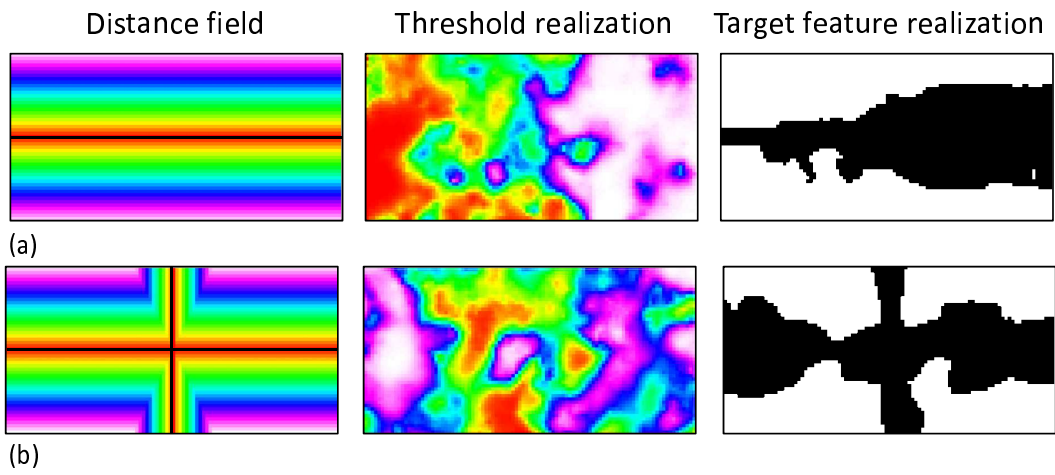 Distance field
Threshold realization
Target feature realization
(a)
(b)